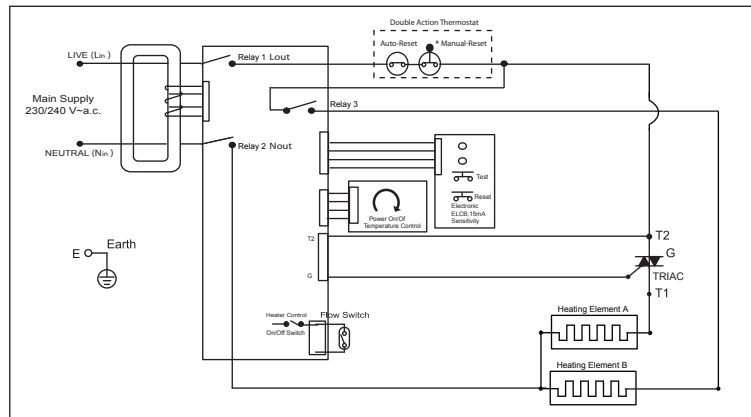 Double Action Thermostat
Auto-Reset
* Manual-Reset
LIVE (Lin )
Relay 1 Lout
Main Supply
230/240 V~a.c.
Relay 3
NEUTRAL (Nin )
Relay 2 Nout
Test
Reset
Electronic
ELCB,15mA
Sensitivity
Power On/Off
Temperature Control
E
Earth
T2
G
T2
G
TRIAC
T1
Heater Control
On/Off Switch
Flow Switch
Heating Element A
Heating Element B